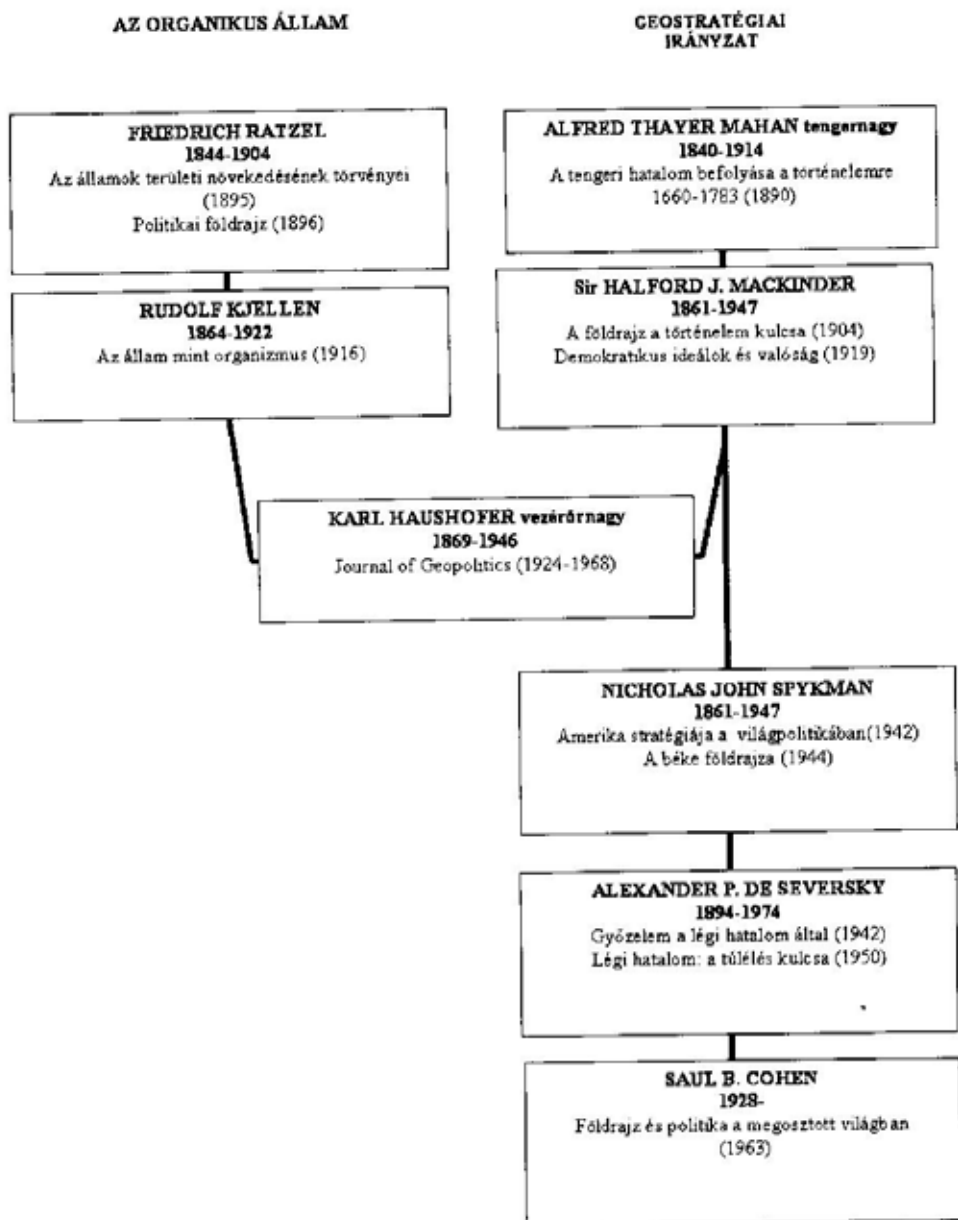 AZ ORGANIKUS ÁLLAM
GEOSTRATÉGIAI
IRÁNYZAT
FRIEDRICH RATZEL
1844-1904
Az államok területi növekedésének törvényei
(1895)
Politikai földrajz (1896)
ALFRED THAYER MAHAN tengernagy
1840-1914
A tengeri hatalom befolyása a történelemre
1660-1783 (1890)
RUDOLF KJELLEN
1864-1922
Az állam mint organizmus (1916)
Sir HALFORD J. MACKINDER
1861-1947
A földrajz a történelem kulcsa (1904)
Demokratikus ideálok és valóság (1919)
KARL HAUSHOFER vezérőrnagy
1869-1946
Journal of Geopolitics (1924-1968)
NICHOLAS JOHN SPYKMAN
1861-1947
Amerika stratégiája a világpolitikában(1942)
A béke földrajza (1944)
ALEXANDER P. DE SEVERSKY
1894-1974
Győzelem a légi hatalom által (1942)
Légi hatalom: a túlélés kulcsa (1950)
SAUL B. COHEN
1928-
Földrajz és politika a megosztott világban
(1963)